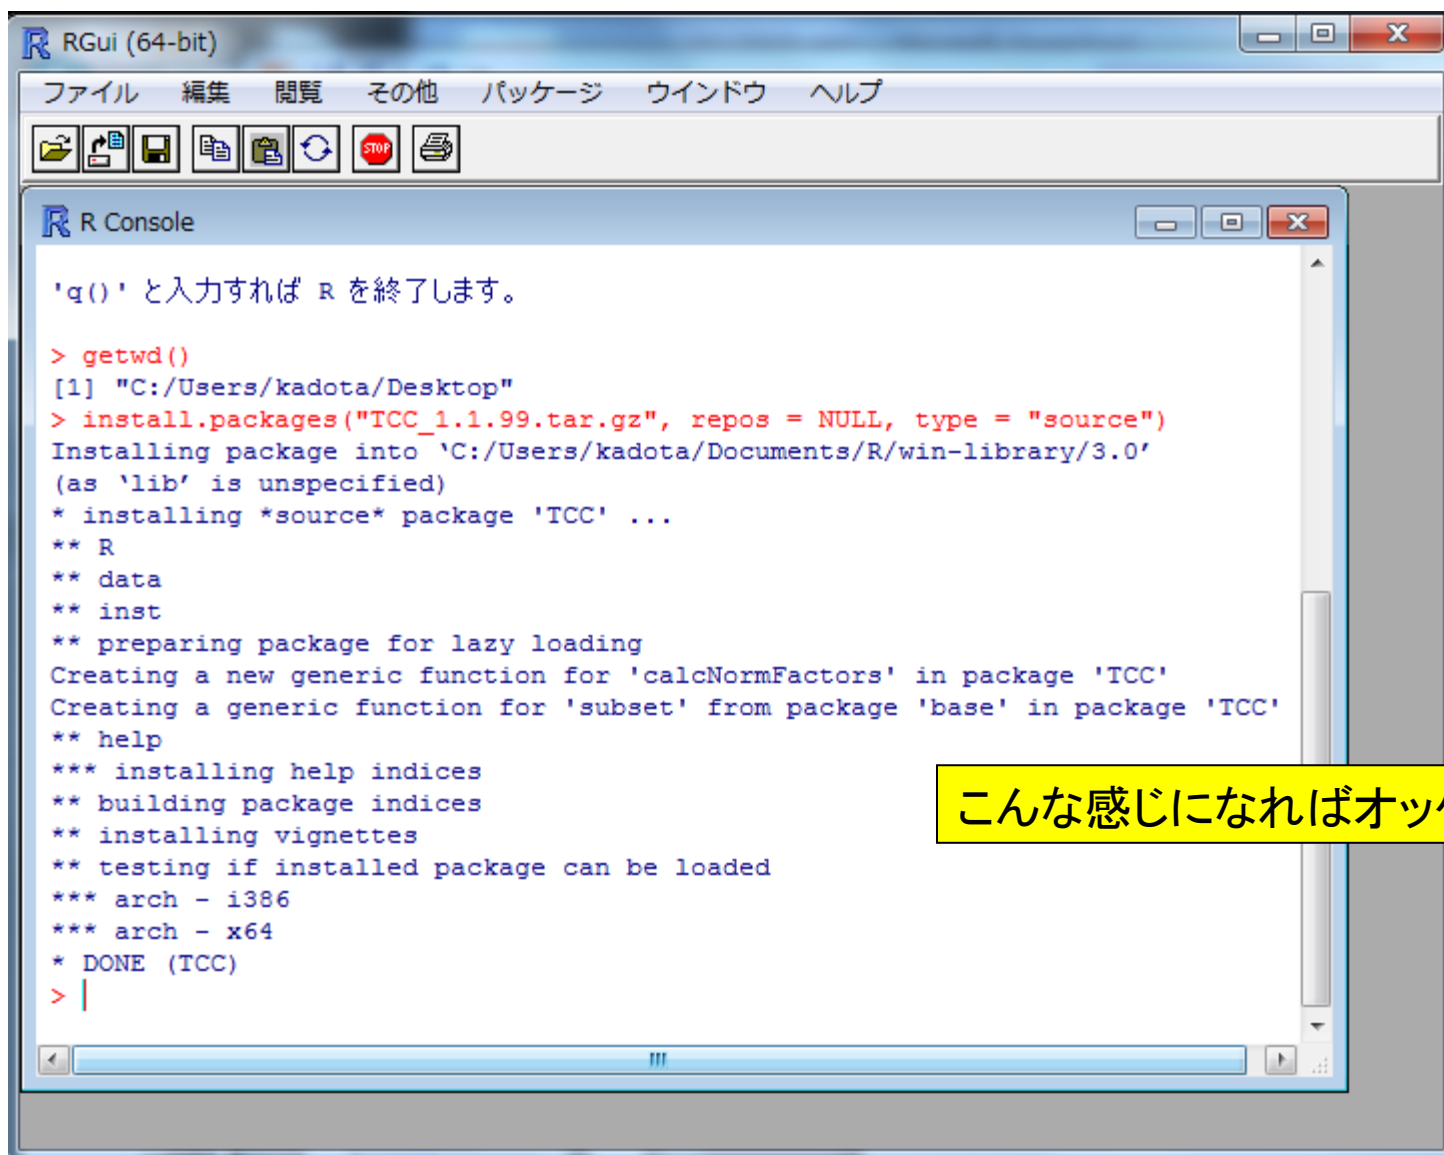 RGui (64-bit)
ファイル 編集 閲覧 その他 パッケージ ウインドウ ヘルプ
STOP
R Console
'q()' と入力すれば R を終了します。
> getwd()
[1] "C:/Users/kadota/Desktop"
> install.packages("TCC_1.1.99.tar.gz", repos = NULL, type = "source")
Installing package into ‘C:/Users/kadota/Documents/R/win-library/3.0’
(as ‘lib’ is unspecified)
* installing *source* package 'TCC' ...
** R
** data
** inst
** preparing package for lazy loading
Creating a new generic function for 'calcNormFactors' in package 'TCC'
Creating a generic function for 'subset' from package 'base' in package 'TCC'
** help
*** installing help indices
** building package indices
** installing vignettes
** testing if installed package can be loaded
*** arch - i386
*** arch - x64
* DONE (TCC)
>
こんな感じになればオッ